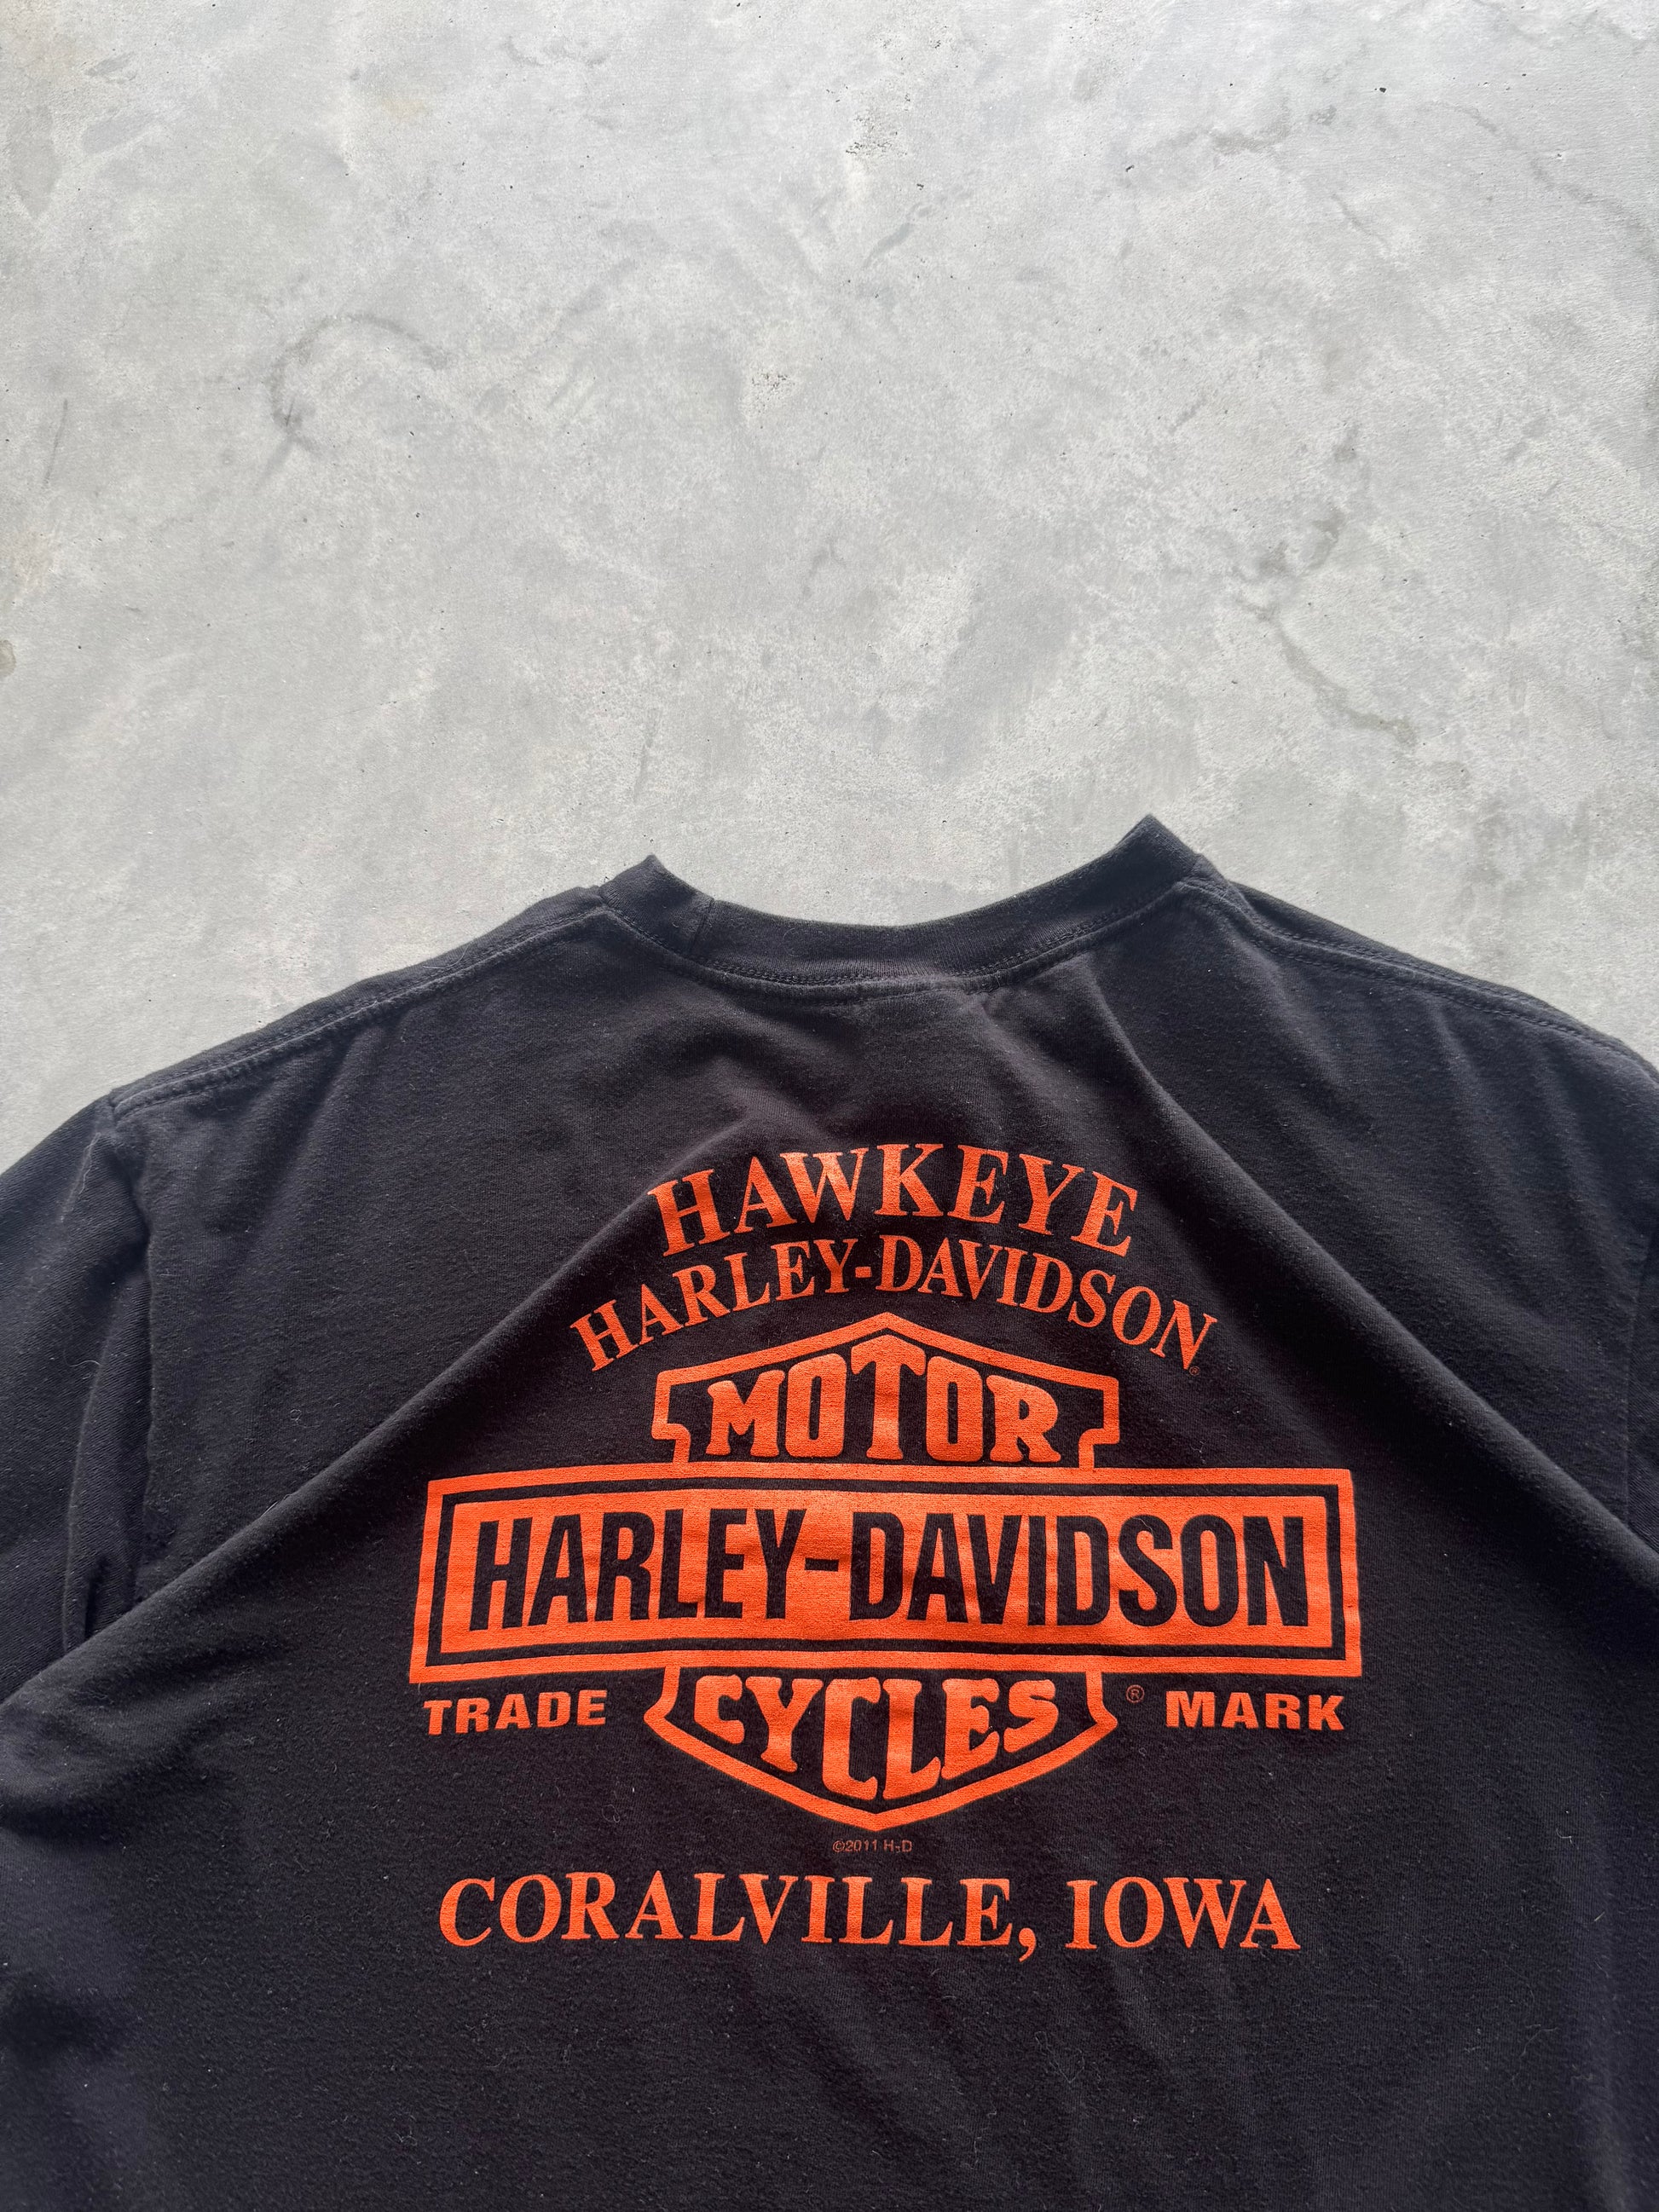 HAWKEYE
HARLEY-DAVIDSON
MOTOR
HARLEY-DAVIDSON
CYCLES
TRADE ® MARK
©2011 H-D
CORALVILLE, IOWA